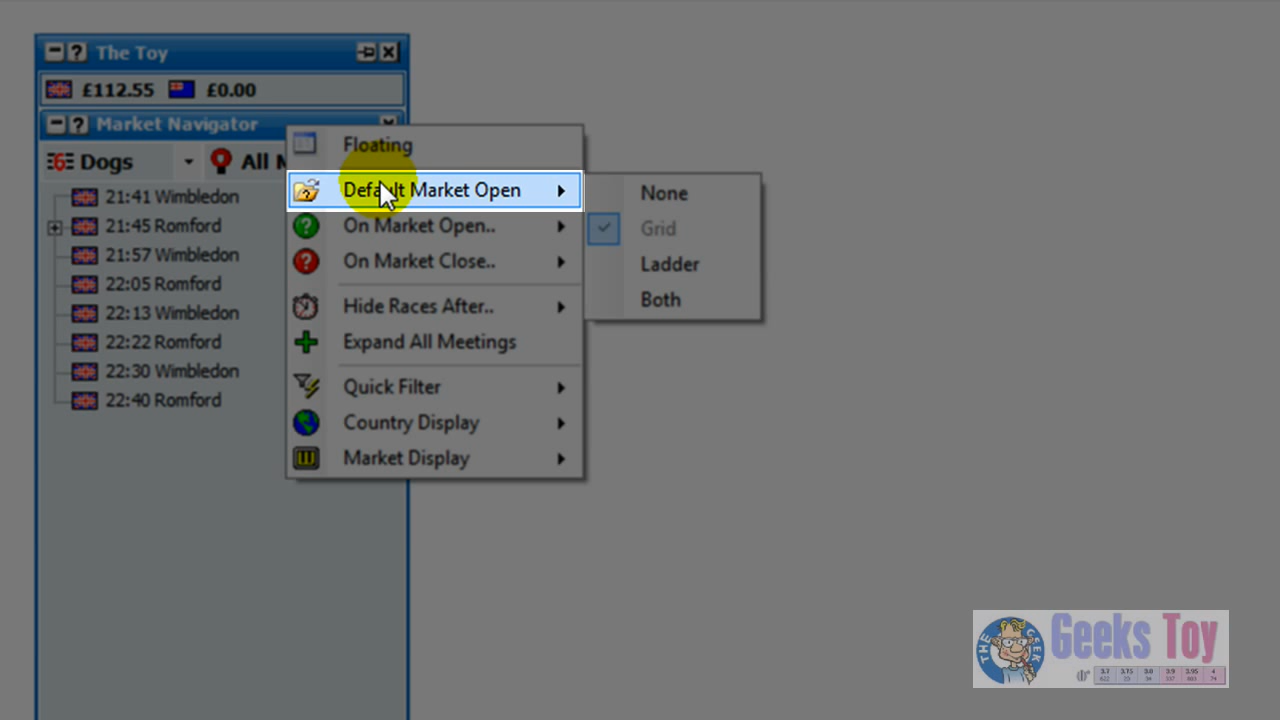 The Toy
£112.55 £0.00
Market Navigator
Dogs
All
21:41 Wimbledon
21:45 Romford
21:57 Wimbledon
22:05 Romford
22:13 Wimbledon
22:22 Romford
22:30 Wimbledon
22:40 Romford
Floating
Default Market Open
On Market Open..
On Market Close..
Hide Races After..
Expand All Meetings
Quick Filter
Country Display
Market Display
None
Grid
Ladder
Both
THE GEEK
Geeks Toy